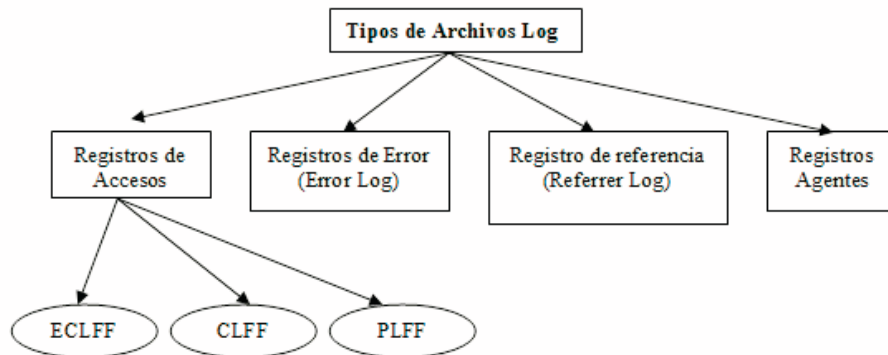 Tipos de Archivos Log
Registros de
Accesos
Registros de Error
(Error Log)
Registro de referencia
(Referrer Log)
Registros
Agentes
ECLFF
CLFF
PLFF